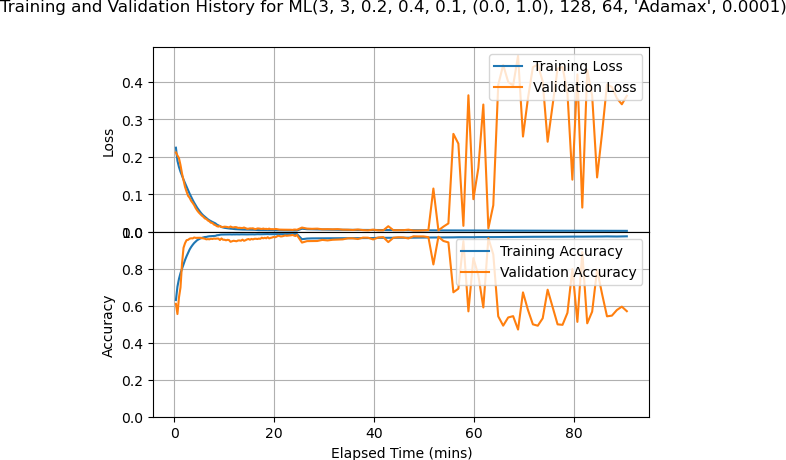 Training and Validation History for ML(3, 3, 0.2, 0.4, 0.1, (0.0, 1.0), 128, 64, 'Adamax', 0.0001)
Training Loss
Validation Loss
0.4
0.3
0.2
0.1
Loss
Training Accuracy
Validation Accuracy
1.0
0.8
0.6
0.4
0.2
0.0
Accuracy
0 20 40 60 80
Elapsed Time (mins)